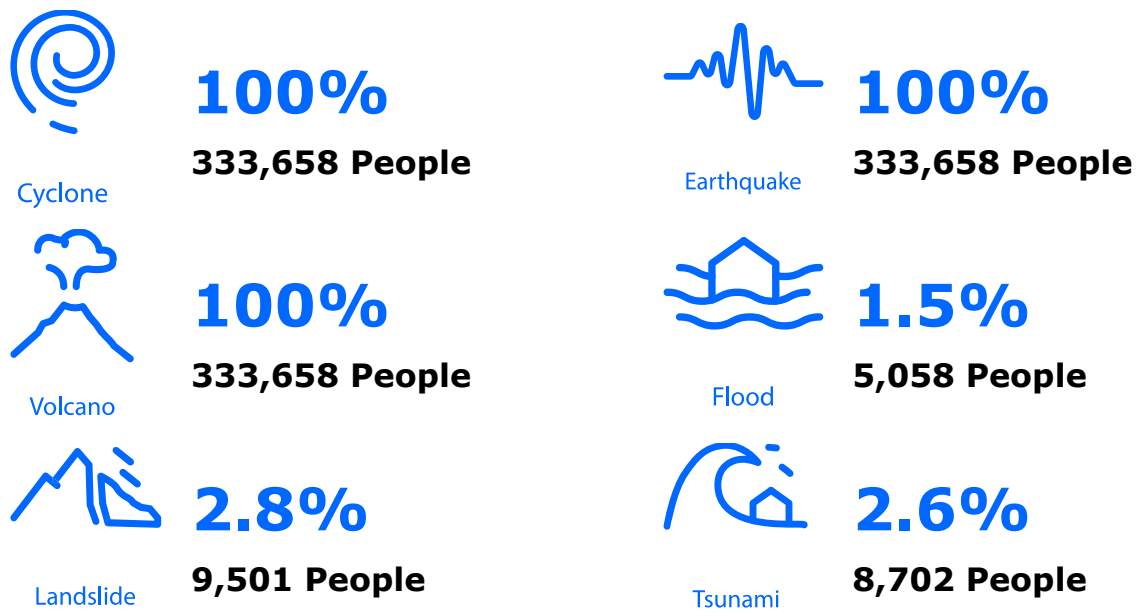 100%
333,658 People
Cyclone
100%
333,658 People
Earthquake
100%
333,658 People
Volcano
1.5%
5,058 People
Flood
2.8%
9,501 People
Landslide
2.6%
8,702 People
Tsunami